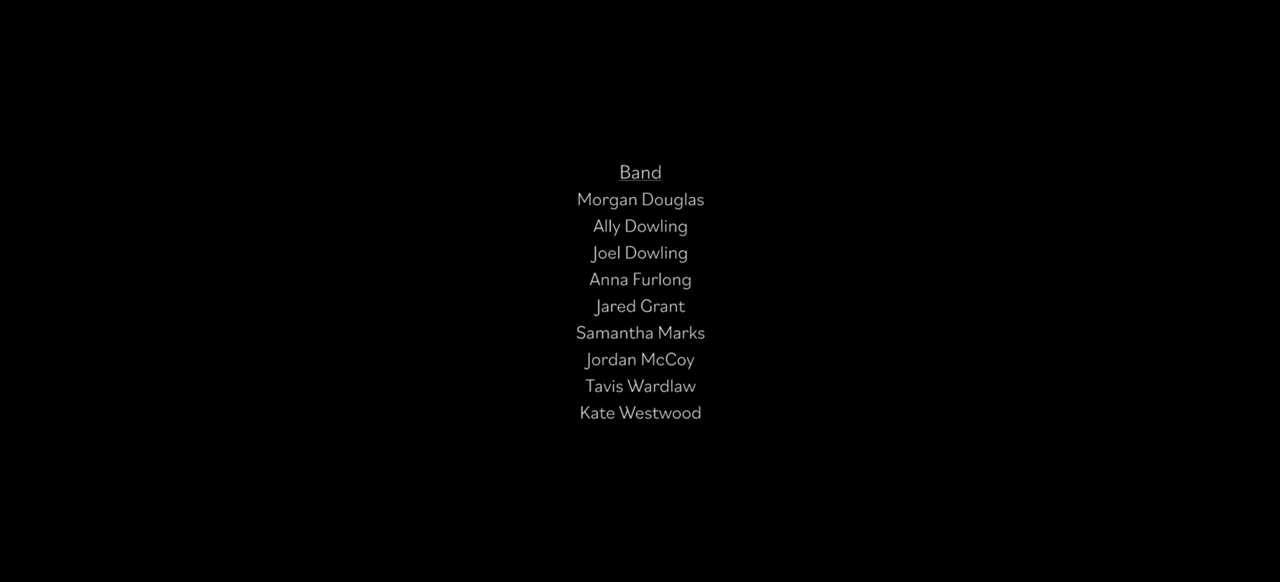 Band
Morgan Douglas
Ally Dowling
Joel Dowling
Anna Furlong
Jared Grant
Samantha Marks
Jordan McCoy
Tavis Wardlaw
Kate Westwood